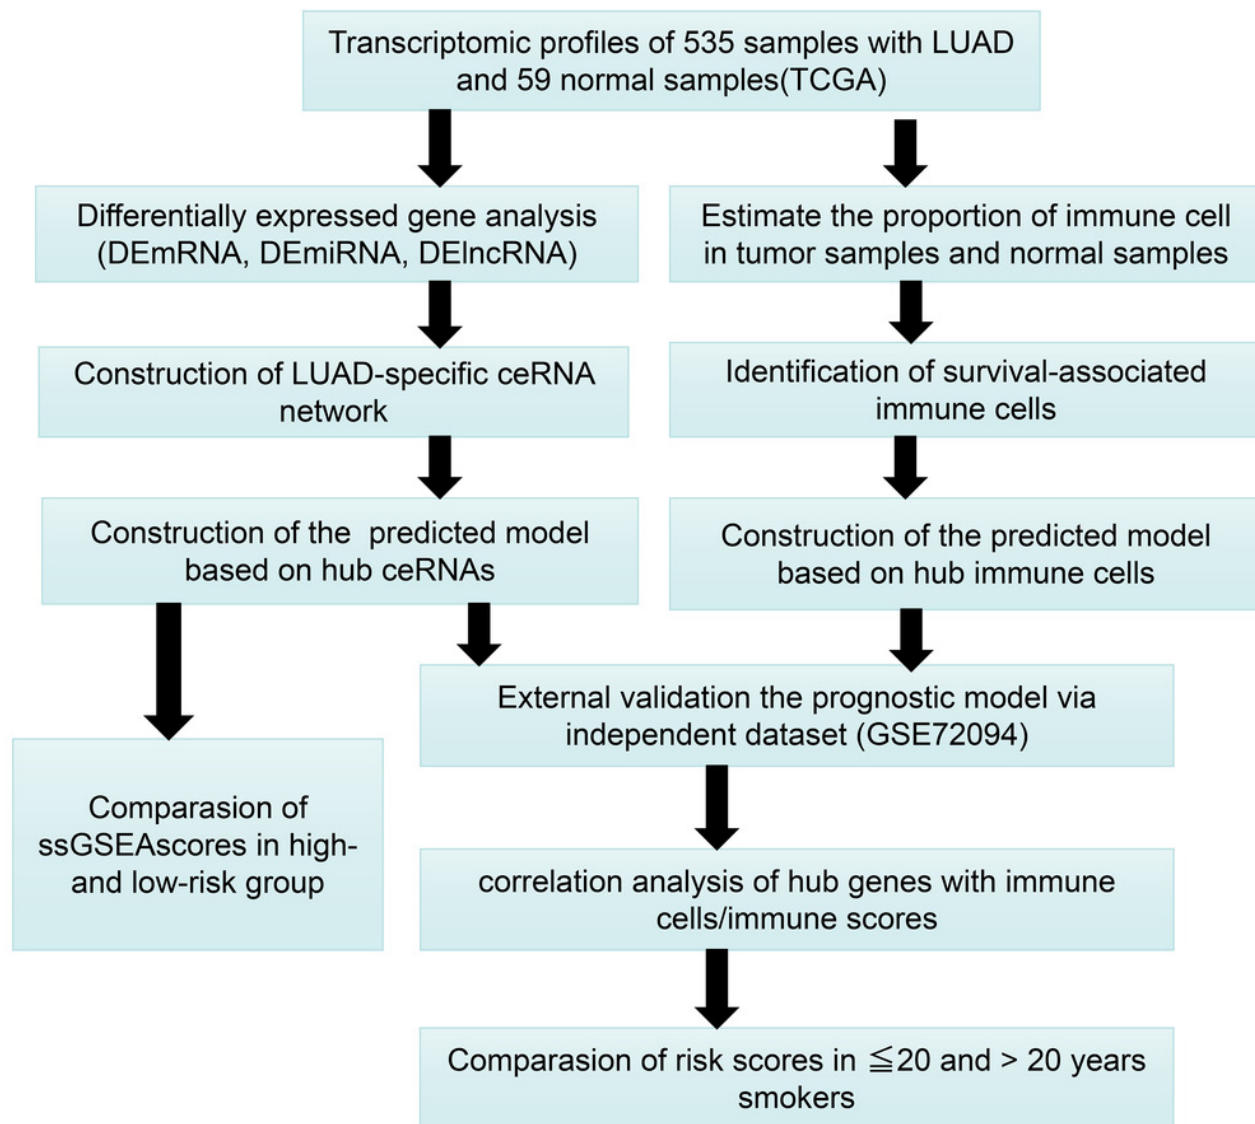 Transcriptomic profiles of 535 samples with LUAD
and 59 normal samples(TCGA)
Differentially expressed gene analysis
(DEmRNA, DEmiRNA, DElncRNA)
Estimate the proportion of immune cell
in tumor samples and normal samples
Construction of LUAD-specific ceRNA
network
Identification of survival-associated
immune cells
Construction of the  predicted model
based on hub ceRNAs
Construction of the predicted model
based on hub immune cells
External validation the prognostic model via
independent dataset (GSE72094)
Comparasion of
ssGSEAscores in high-
and low-risk group
correlation analysis of hub genes with immune
cells/immune scores
Comparasion of risk scores in ≦20 and > 20 years
smokers